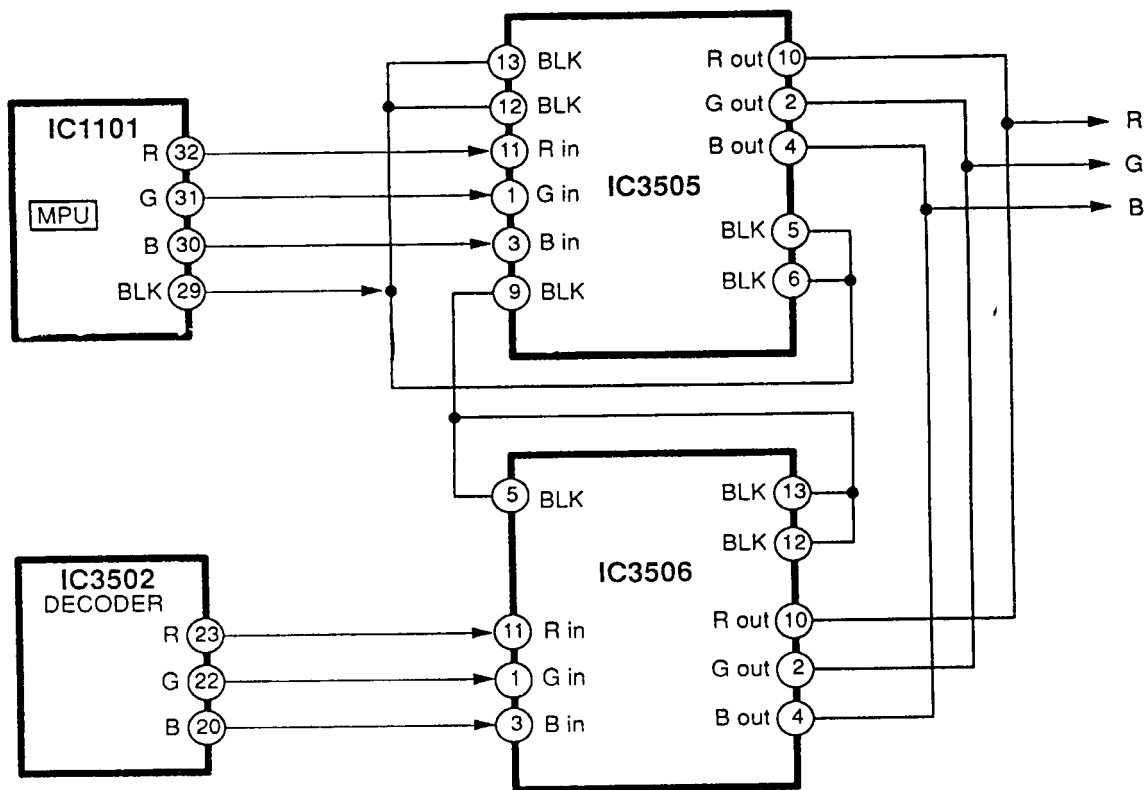 IC1101
MPU
R 32
G 31
B 30
BLK 29
13 BLK
12 BLK
11 R in
1 G in
3 B in
9 BLK
IC3505
R out 10
G out 2
B out 4
BLK 5
BLK 6
R
G
B
IC3502
DECODER
R 23
G 22
B 20
5 BLK
11 R in
1 G in
3 B in
IC3506
BLK 13
BLK 12
R out 10
G out 2
B out 4